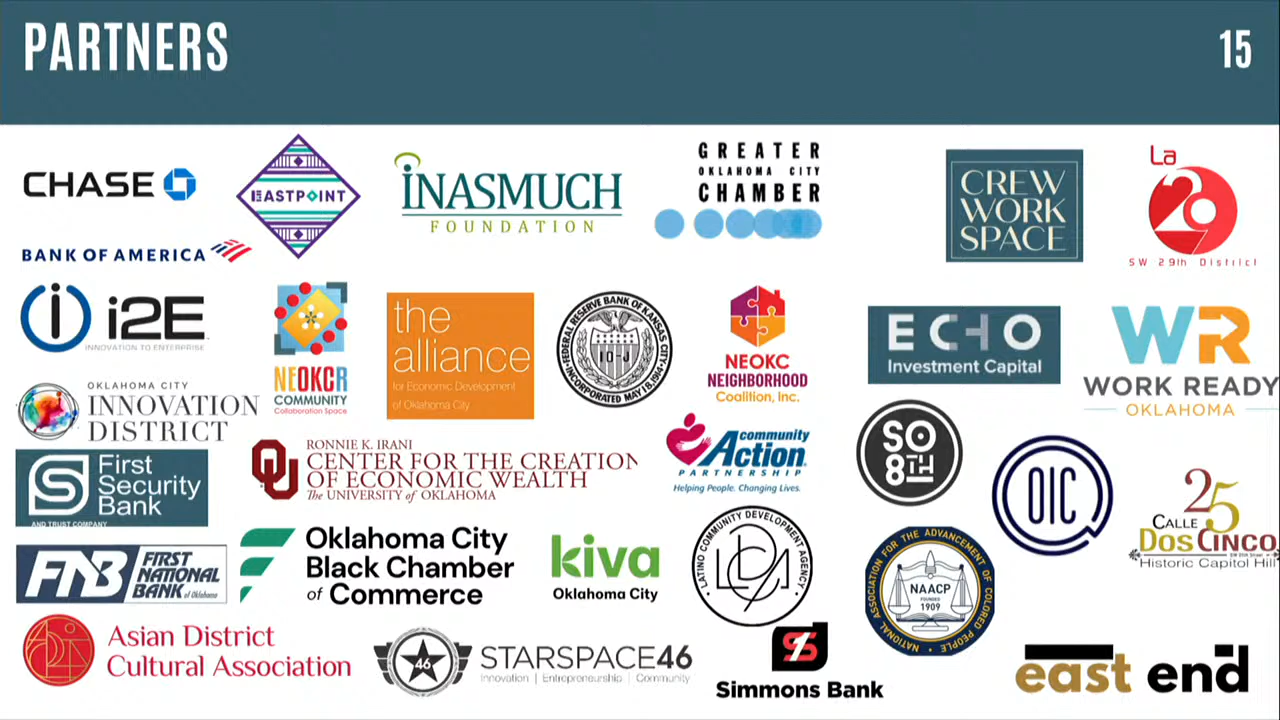 PARTNERS
15
CHASE
EASTPOINT
iNASMUCH
FOUNDATION
GREATER
OKLAHOMA CITY
CHAMBER
CREW
WORK
SPACE
La
29
SW 29th District
BANK OF AMERICA
i2E
INNOVATION TO ENTERPRISE
NEOKCR
COMMUNITY
Collaboration Space
the
alliance
for Economic Development
of Oklahoma City
FEDERAL RESERVE BANK OF KANSAS CITY
INCORPORATED MAY 18, 1914
10-J
NEOKC
NEIGHBORHOOD
Coalition, Inc.
ECHO
Investment Capital
WR
WORK READY
OKLAHOMA
OKLAHOMA CITY
INNOVATION
DISTRICT
First
Security
Bank
AND TRUST COMPANY
OU
RONNIE K. IRANI
CENTER FOR THE CREATION
OF ECONOMIC WEALTH
The UNIVERSITY of OKLAHOMA
community
Action
PARTNERSHIP
Helping People. Changing Lives.
SO
8TH
OIC
25
CALLE
DOS CINCO
SW 25th Street
Historic Capitol Hill
FNB
FIRST
NATIONAL
BANK
of Oklahoma
Oklahoma City
Black Chamber
of Commerce
kiva
Oklahoma City
LATINO COMMUNITY DEVELOPMENT AGENCY
LCDA
NATIONAL ASSOCIATION FOR THE ADVANCEMENT OF COLORED PEOPLE
NAACP
FOUNDED
1909
Asian District
Cultural Association
46
STARSPACE46
Innovation | Entrepreneurship | Community
Simmons Bank
east end